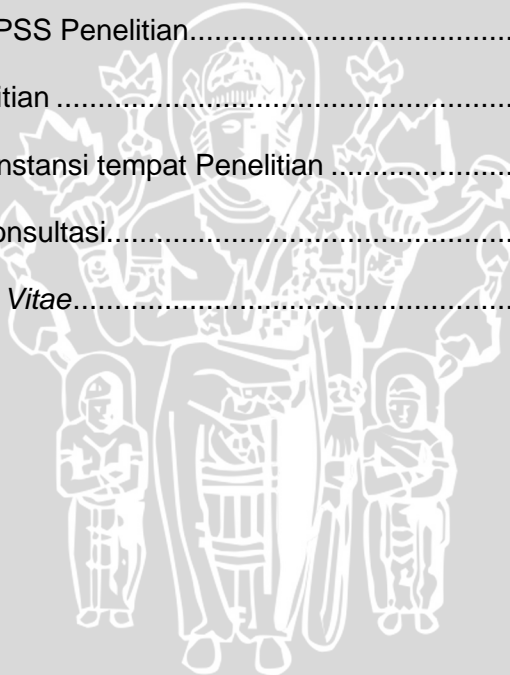 PSS Penelitian......................................
itian ........................................................
nstansi tempat Penelitian .....................
onsultasi................................................
Vitae.....................................................